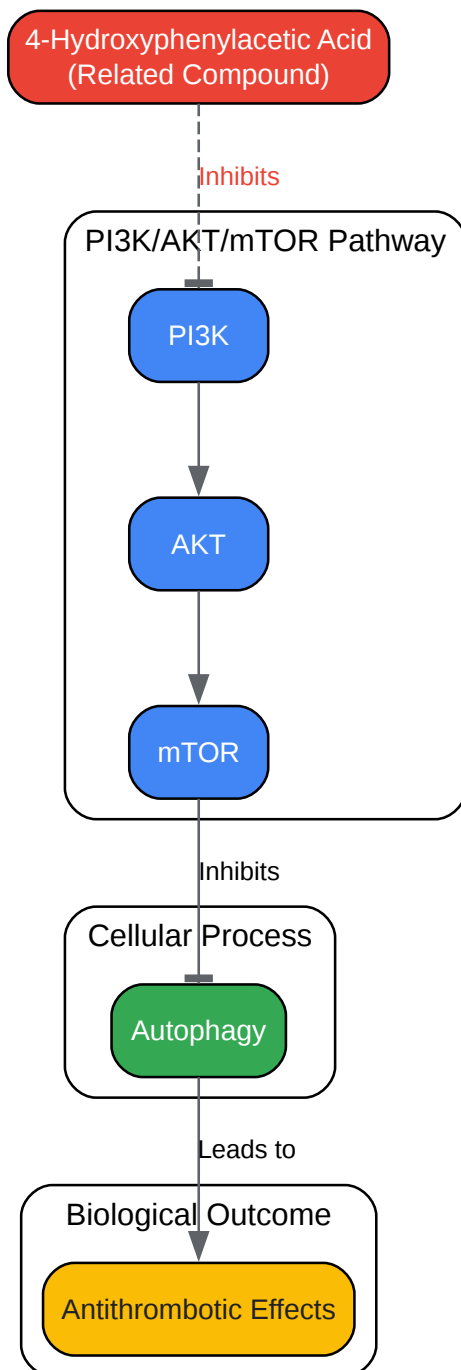 4-Hydroxyphenylacetic Acid
(Related Compound)
Inhibits
PI3K/AKT/mTOR Pathway
PI3K
AKT
mTOR
Inhibits
Cellular Process
Autophagy
Leads to
Biological Outcome
Antithrombotic Effects